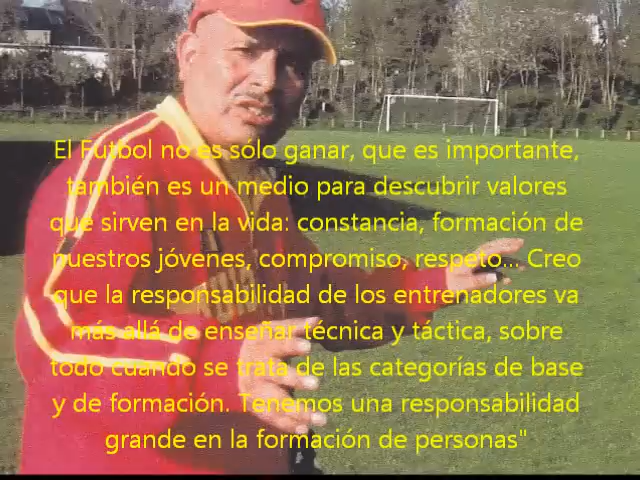 El Fútbol no es sólo ganar, que es importante,
también es un medio para descubrir valores
que sirven en la vida: constancia, formación de
nuestros jóvenes, compromiso, respeto... Creo
que la responsabilidad de los entrenadores va
más allá de enseñar técnica y táctica, sobre
todo cuando se trata de las categorías de base
y de formación. Tenemos una responsabilidad
grande en la formación de personas"